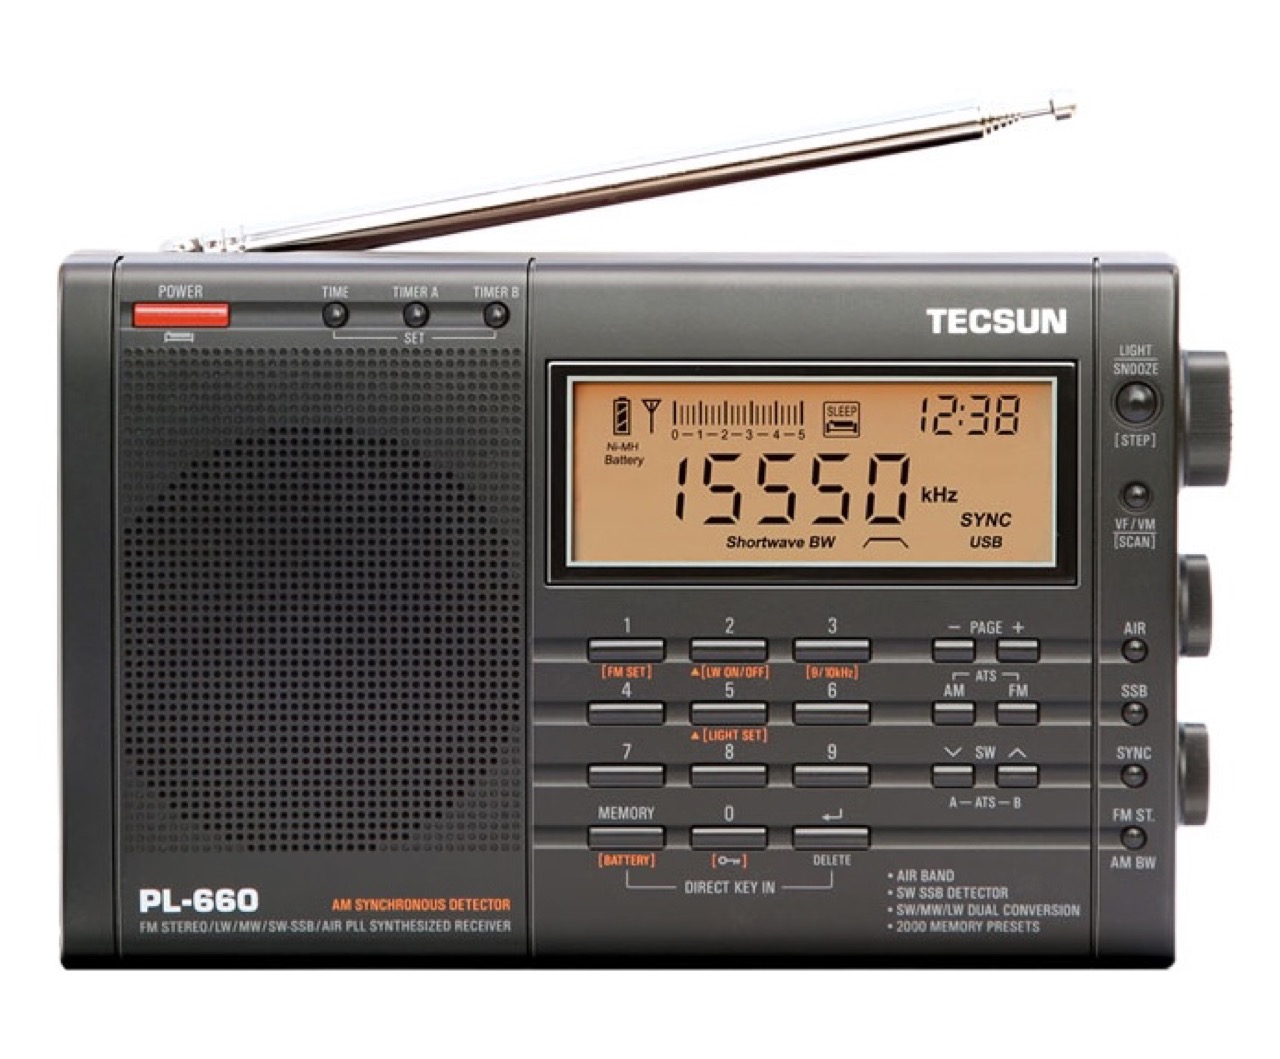 POWER
TIME TIMER A TIMER B
SET
TECSUN
LIGHT
SNOOZE
[STEP]
VF/VM
[SCAN]
SLEEP
12:38
0–1–2–3–4–5
Ni-MH
Battery
15550 kHz
SYNC
Shortwave BW
USB
1 2 3 – PAGE +
[FM SET] ▲[LW ON/OFF] [9/10kHz]
ATS
4 5 6 AM FM
▲[LIGHT SET]
7 8 9 SW
A–ATS–B
MEMORY 0
[BATTERY] DELETE
DIRECT KEY IN
AIR
SSB
SYNC
FM ST.
AM BW
PL-660
AM SYNCHRONOUS DETECTOR
FM STEREO/LW/MW/SW-SSB/AIR PLL SYNTHESIZED RECEIVER
• AIR BAND
• SW SSB DETECTOR
• SW/MW/LW DUAL CONVERSION
• 2000 MEMORY PRESETS